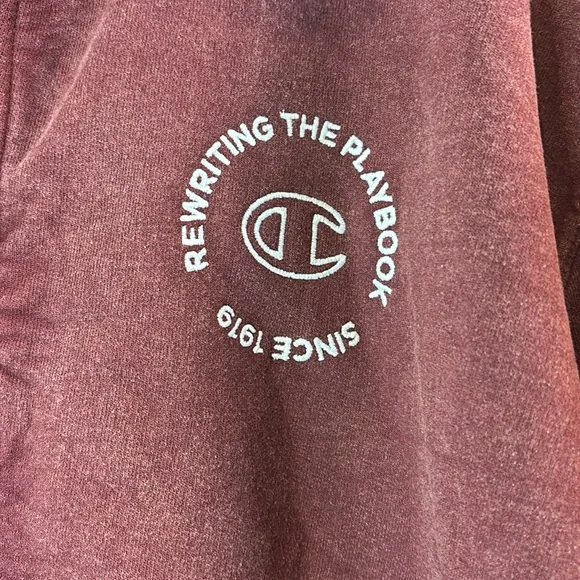 REWRITING THE PLAYBOOK
SINCE 1919